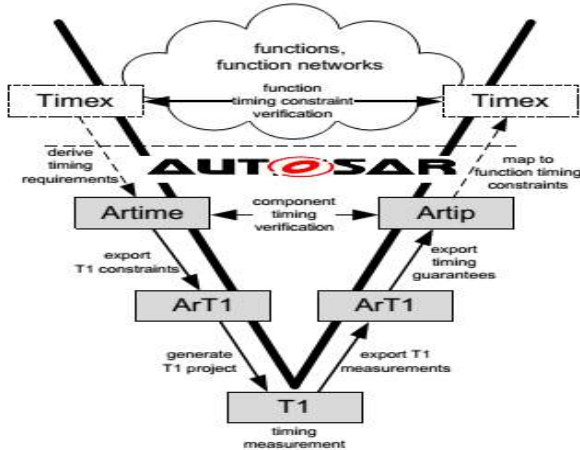 functions,
function networks
Timex
function
timing constraint
verification
Timex
derive
timing
requirements
AUTOSAR
map to
function timing
constraints
Artime
component
timing
verification
Artip
export
T1 constraints
export
timing
guarantees
ArT1
ArT1
generate
T1 project
export T1
measurements
T1
timing
measurement